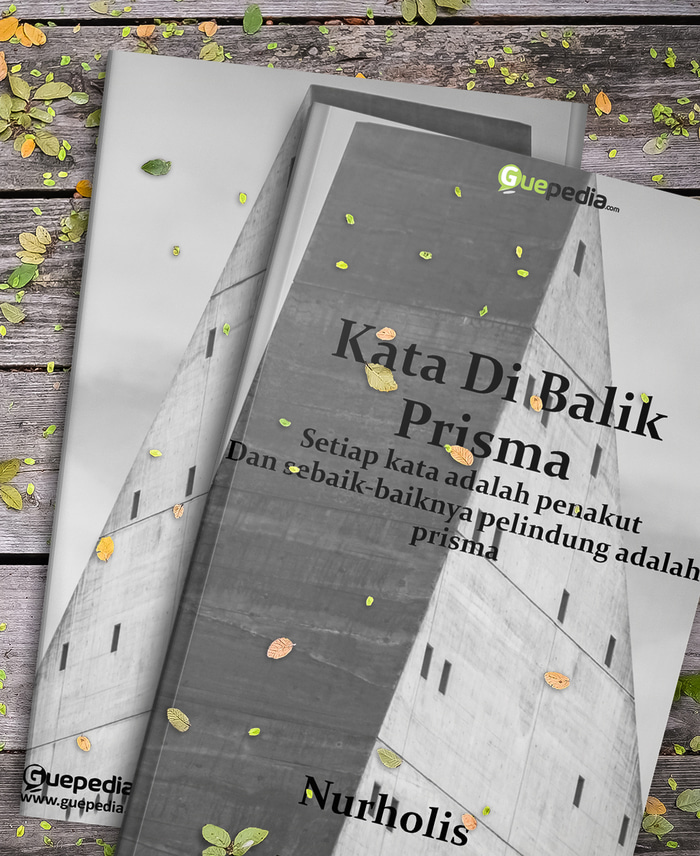 Guepedia.com
Kata Di Balik
Prisma
Setiap kata adalah penakut
Dan sebaik-baiknya pelindung adalah
prisma
Nurholis
Guepedia
www.guepedia